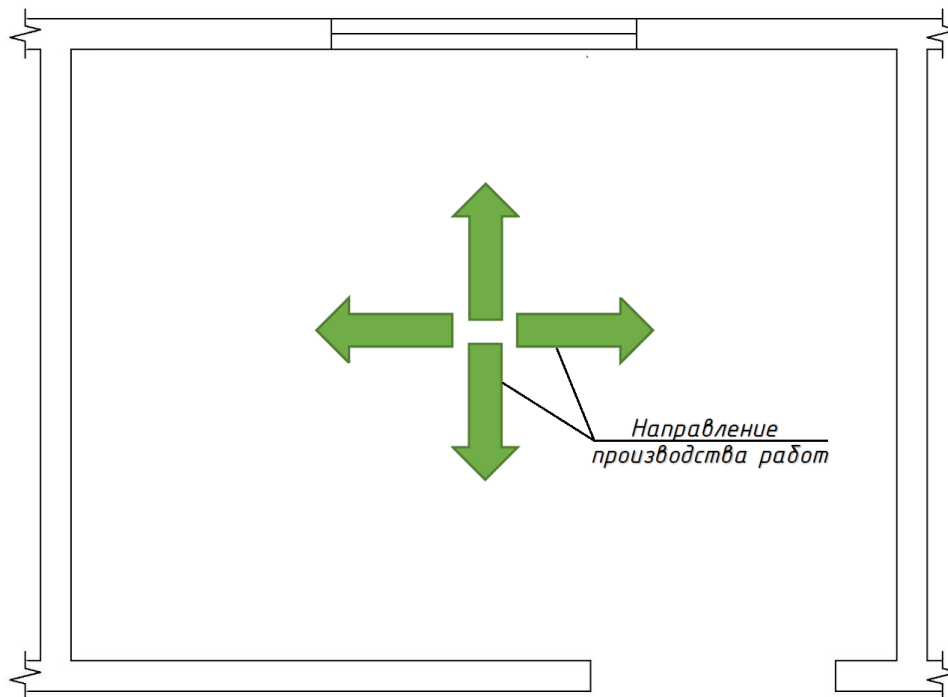 Направление
производства работ